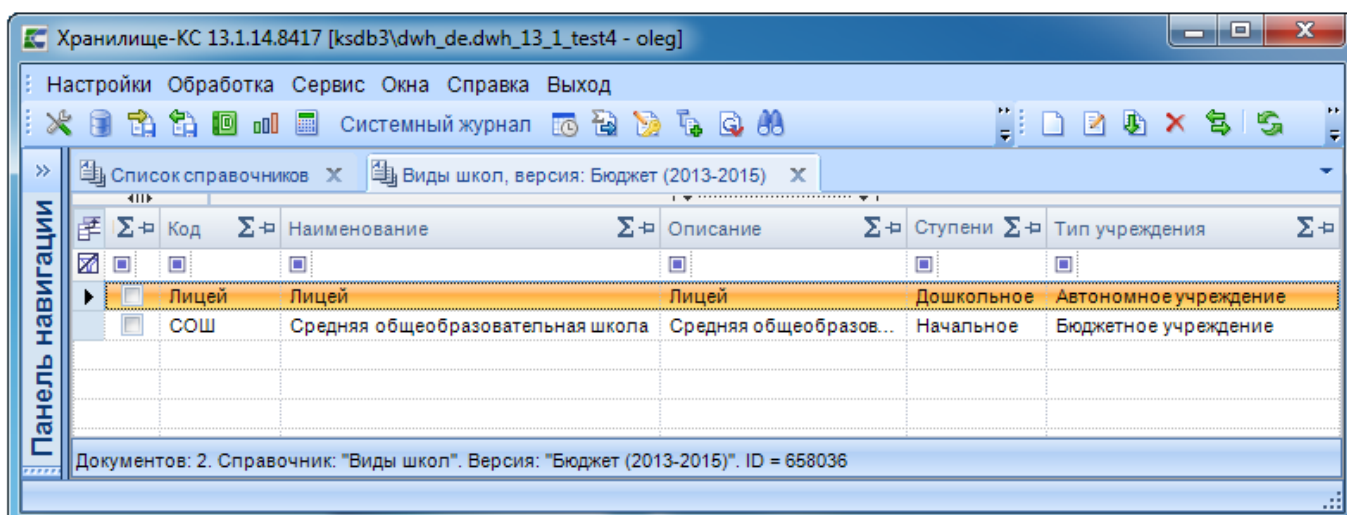 Хранилище-КС 13.1.14.8417 [ksdb3\dwh_de.dwh_13_1_test4 - oleg]
Настройки Обработка Сервис Окна Справка Выход
Системный журнал
Список справочников Виды школ, версия: Бюджет (2013-2015)
Панель навигации
Код Наименование Описание Ступени Тип учреждения
Лицей Лицей Лицей Дошкольное Автономное учреждение
СОШ Средняя общеобразовательная школа Средняя общеобразов... Начальное Бюджетное учреждение
Документов: 2. Справочник: "Виды школ". Версия: "Бюджет (2013-2015)". ID = 658036